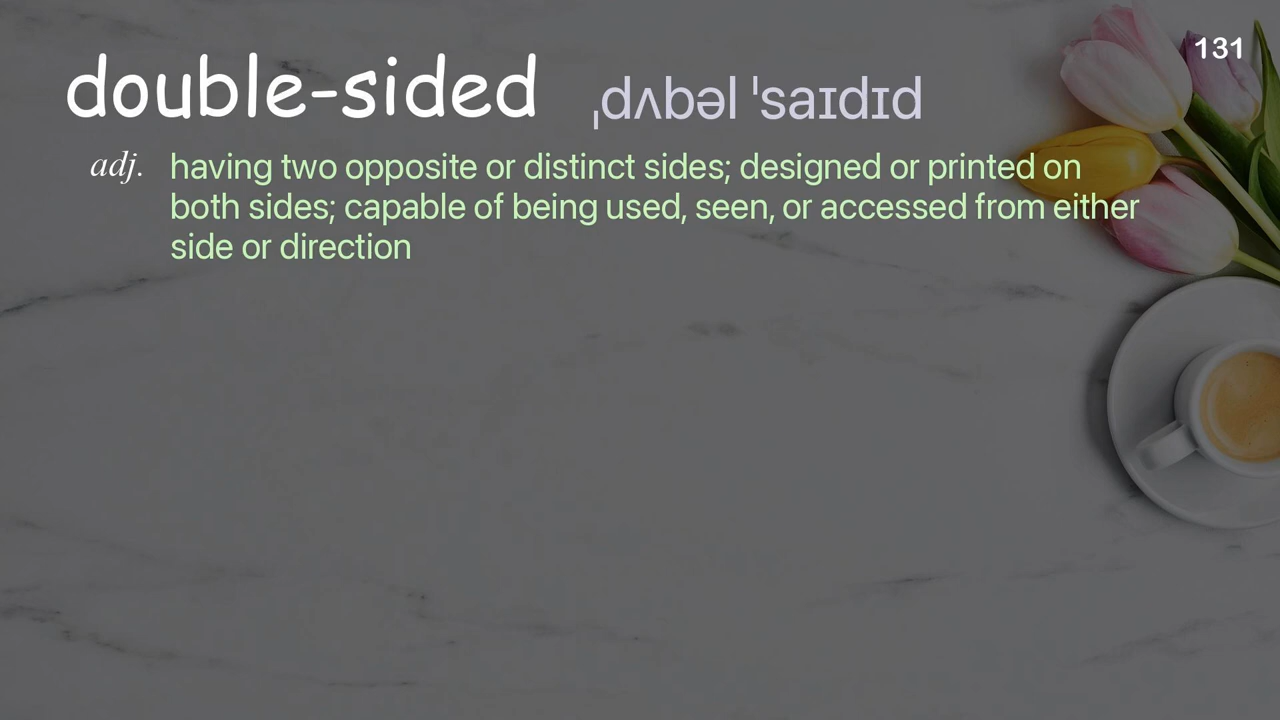 131
double-sided ˌdʌbəl ˈsaɪdɪd
adj. having two opposite or distinct sides; designed or printed on
both sides; capable of being used, seen, or accessed from either
side or direction